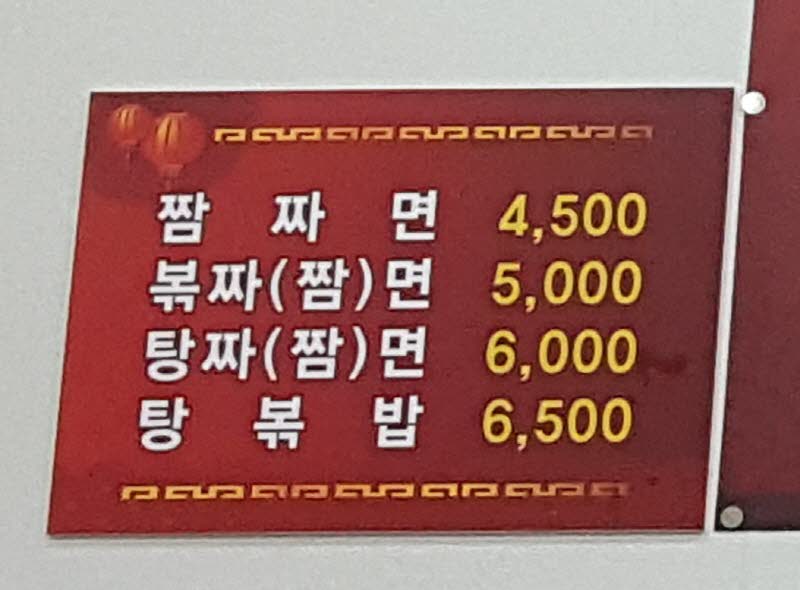 짬 짜 면 4,500
볶짜(짬)면 5,000
탕짜(짬)면 6,000
탕 볶 밥 6,500